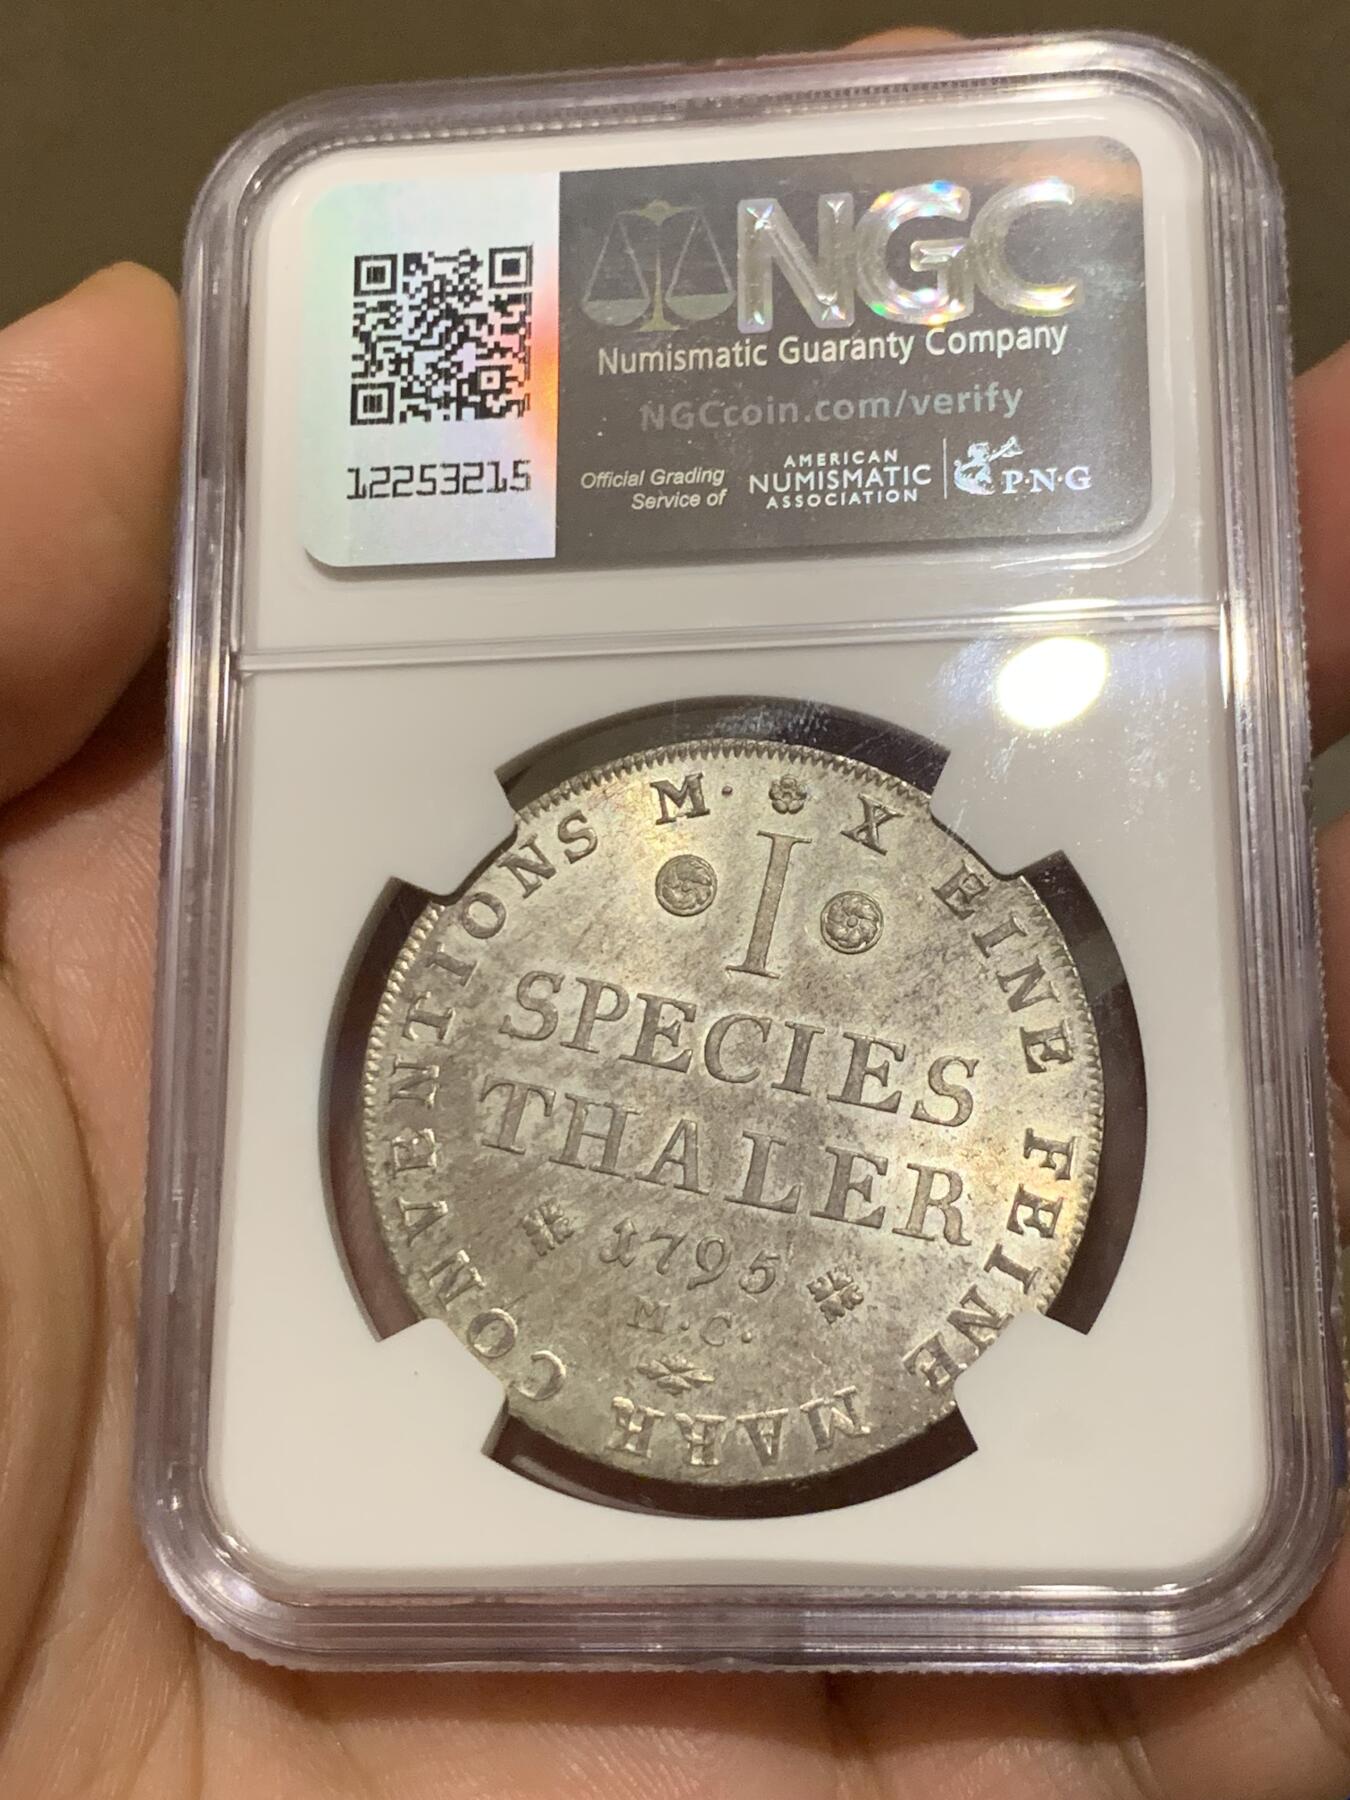 NGC
Numismatic Guaranty Company
NGCcoin.com/verify
Official Grading
Service of
AMERICAN
NUMISMATIC
ASSOCIATION
P·N·G
12253215
X EINE FEINE MARK CONVENTIONS M·
I
SPECIES
THALER
1795
M.C.